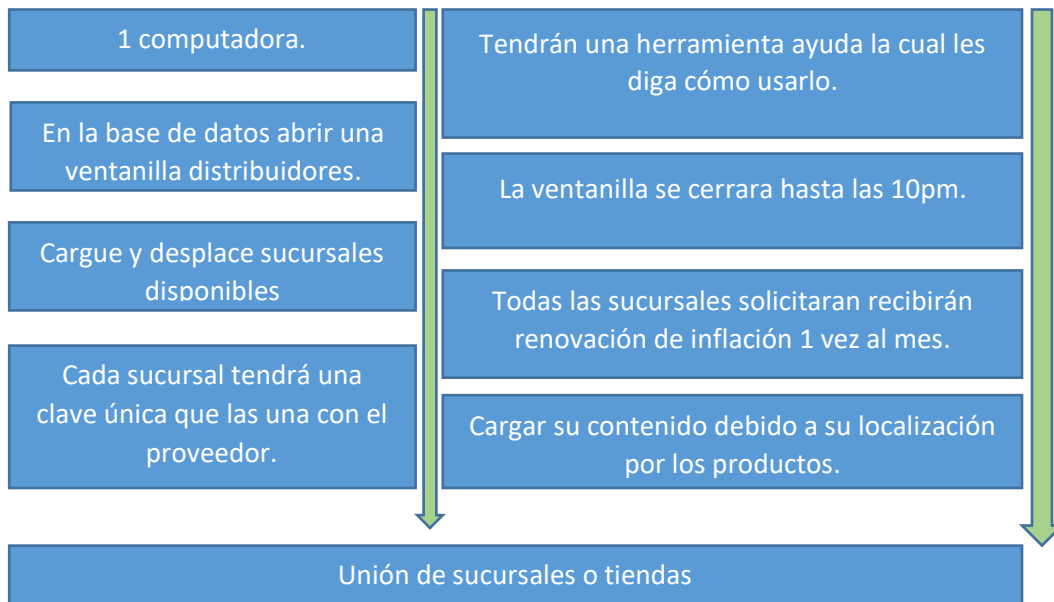 1 computadora.
En la base de datos abrir una
ventanilla distribuidores.
Cargue y desplace sucursales
disponibles
Cada sucursal tendrá una
clave única que las una con el
proveedor.
Tendrán una herramienta ayuda la cual les
diga cómo usarlo.
La ventanilla se cerrara hasta las 10pm.
Todas las sucursales solicitaran recibirán
renovación de inflación 1 vez al mes.
Cargar su contenido debido a su localización
por los productos.
Unión de sucursales o tiendas